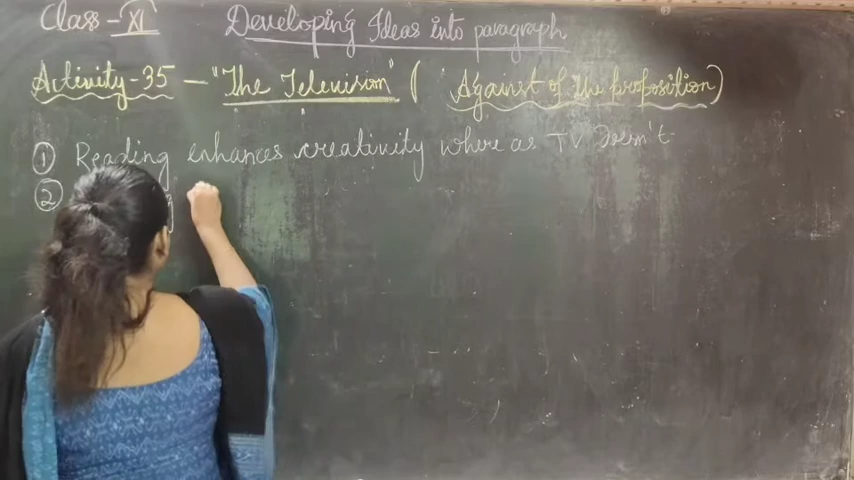 Class - XI Developing Ideas into paragraph
Activity-35 - "The Television" ( Against of the proposition)
① Reading enhances creativity where as TV Doesn't
②